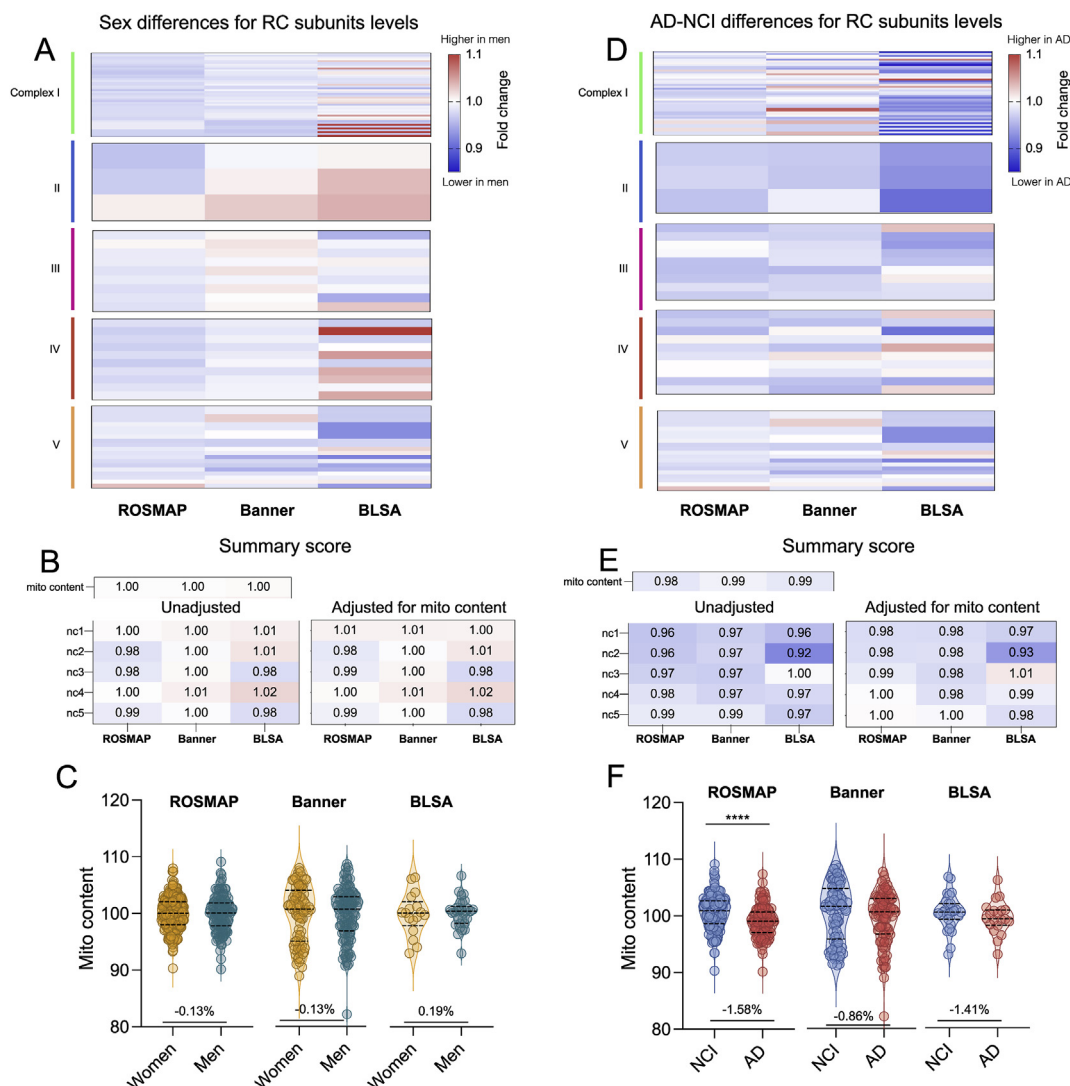 Sex differences for RC subunits levels
A
Higher in men
1.1
1.0
0.9
Fold change
Lower in men
Complex I
II
III
IV
V
ROSMAP Banner BLSA
Summary score
B
mito content 1.00 1.00 1.00
Unadjusted Adjusted for mito content
nc1 1.00 1.00 1.01 1.01 1.01 1.00
nc2 0.98 1.00 1.01 0.98 1.00 1.01
nc3 0.98 1.00 0.98 0.99 1.00 0.98
nc4 1.00 1.01 1.02 1.00 1.01 1.02
nc5 0.99 1.00 0.98 0.99 1.00 0.98
ROSMAP Banner BLSA ROSMAP Banner BLSA
C
ROSMAP Banner BLSA
Mito content
120
110
100
90
80
-0.13% -0.13% 0.19%
Women Men Women Men Women Men
AD-NCI differences for RC subunits levels
D
Higher in AD
1.1
1.0
0.9
Fold change
Lower in AD
Complex I
II
III
IV
V
ROSMAP Banner BLSA
Summary score
E
mito content 0.98 0.99 0.99
Unadjusted Adjusted for mito content
nc1 0.96 0.97 0.96 0.98 0.98 0.97
nc2 0.96 0.97 0.92 0.98 0.98 0.93
nc3 0.97 0.97 1.00 0.99 0.98 1.01
nc4 0.98 0.97 0.97 1.00 0.98 0.99
nc5 0.99 0.99 0.97 1.00 1.00 0.98
ROSMAP Banner BLSA ROSMAP Banner BLSA
F
ROSMAP Banner BLSA
****
Mito content
120
110
100
90
80
-1.58% -0.86% -1.41%
NCI AD NCI AD NCI AD